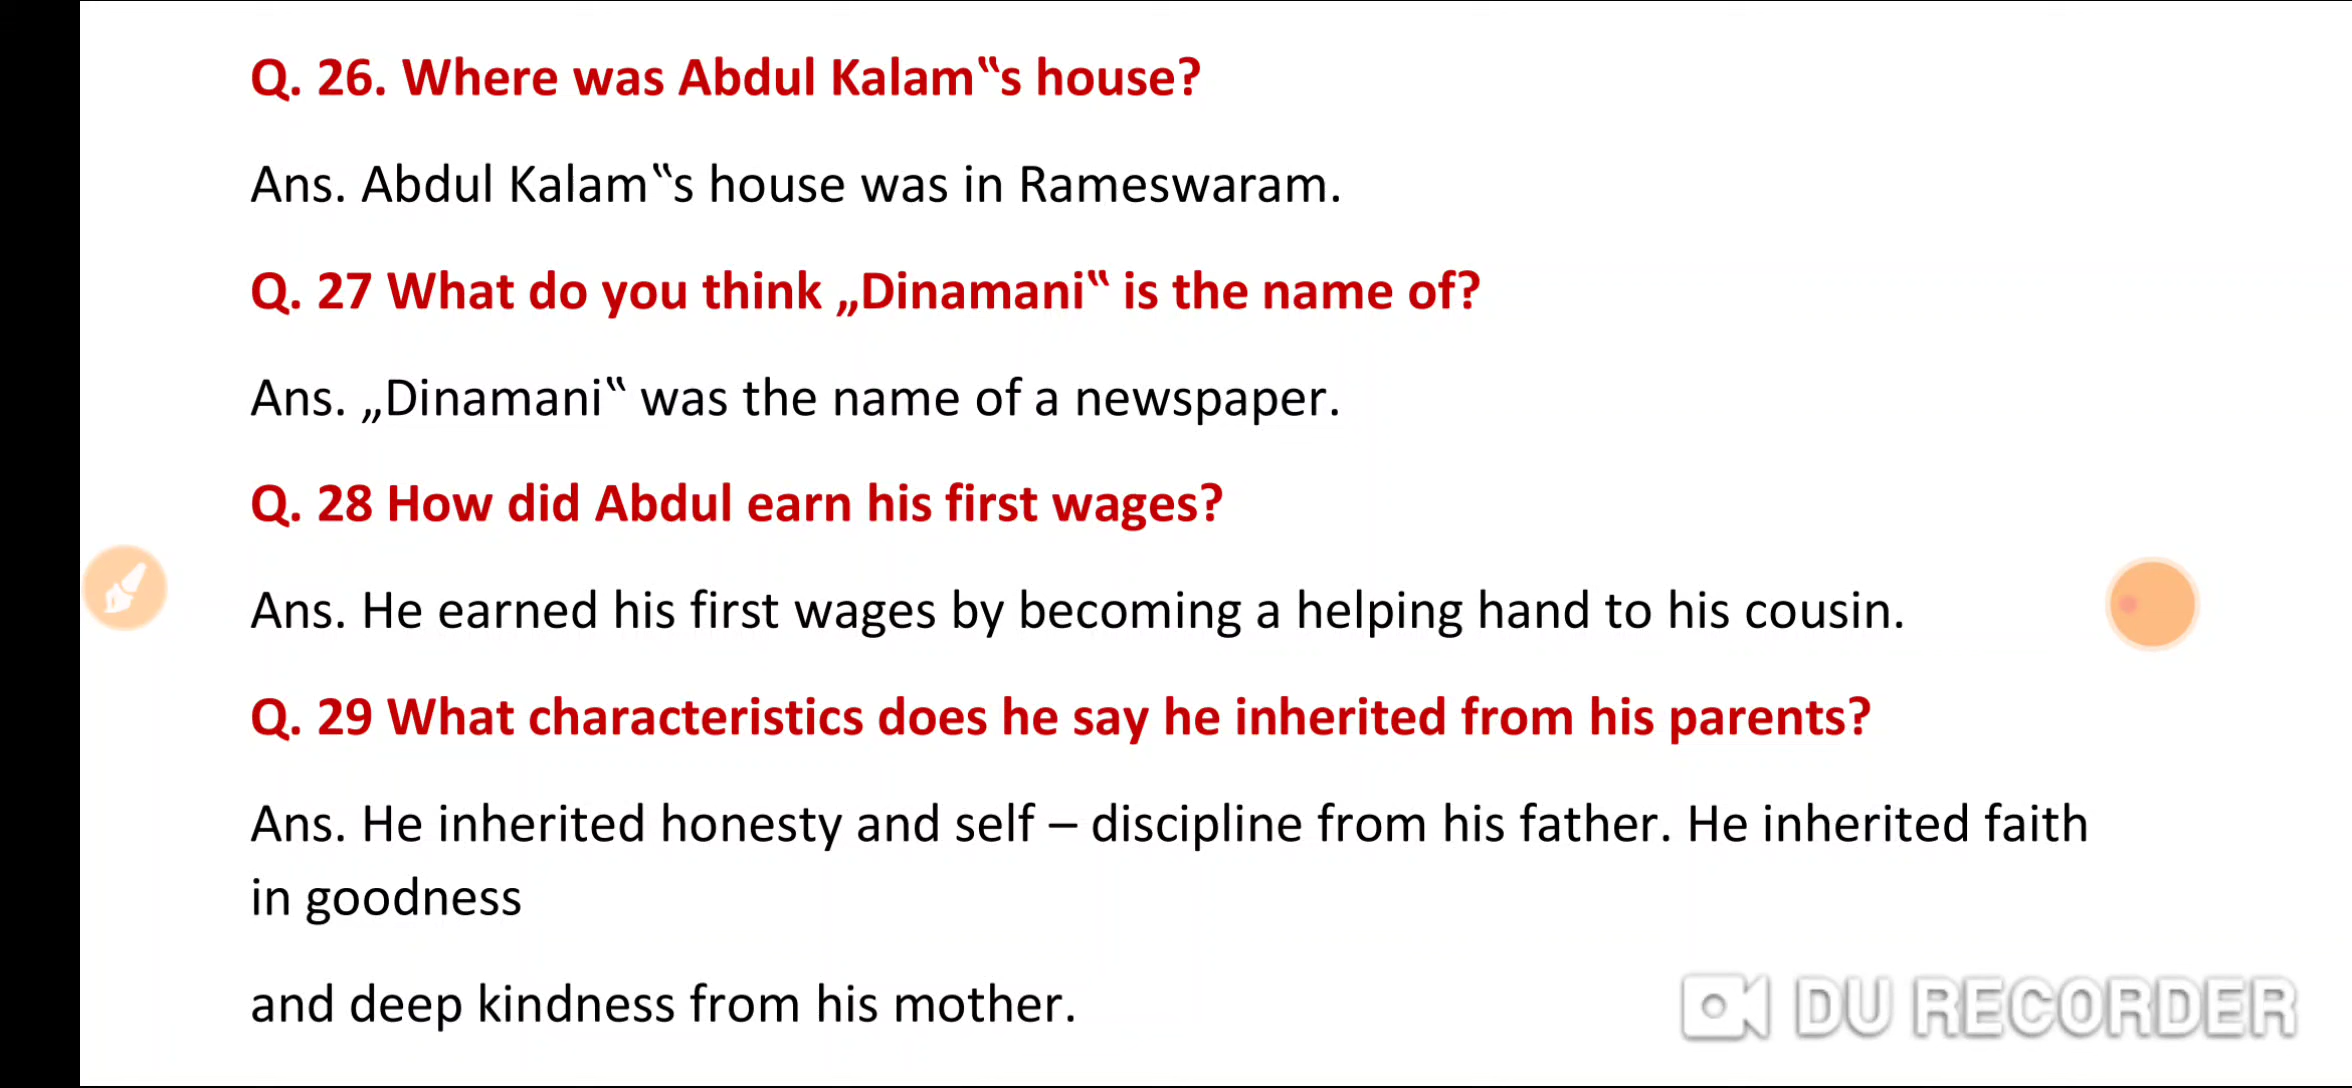 Q. 26. Where was Abdul Kalam‟s house?
Ans. Abdul Kalam‟s house was in Rameswaram.
Q. 27 What do you think „Dinamani‟ is the name of?
Ans. „Dinamani‟ was the name of a newspaper.
Q. 28 How did Abdul earn his first wages?
Ans. He earned his first wages by becoming a helping hand to his cousin.
Q. 29 What characteristics does he say he inherited from his parents?
Ans. He inherited honesty and self – discipline from his father. He inherited faith
in goodness
and deep kindness from his mother.
DU RECORDER